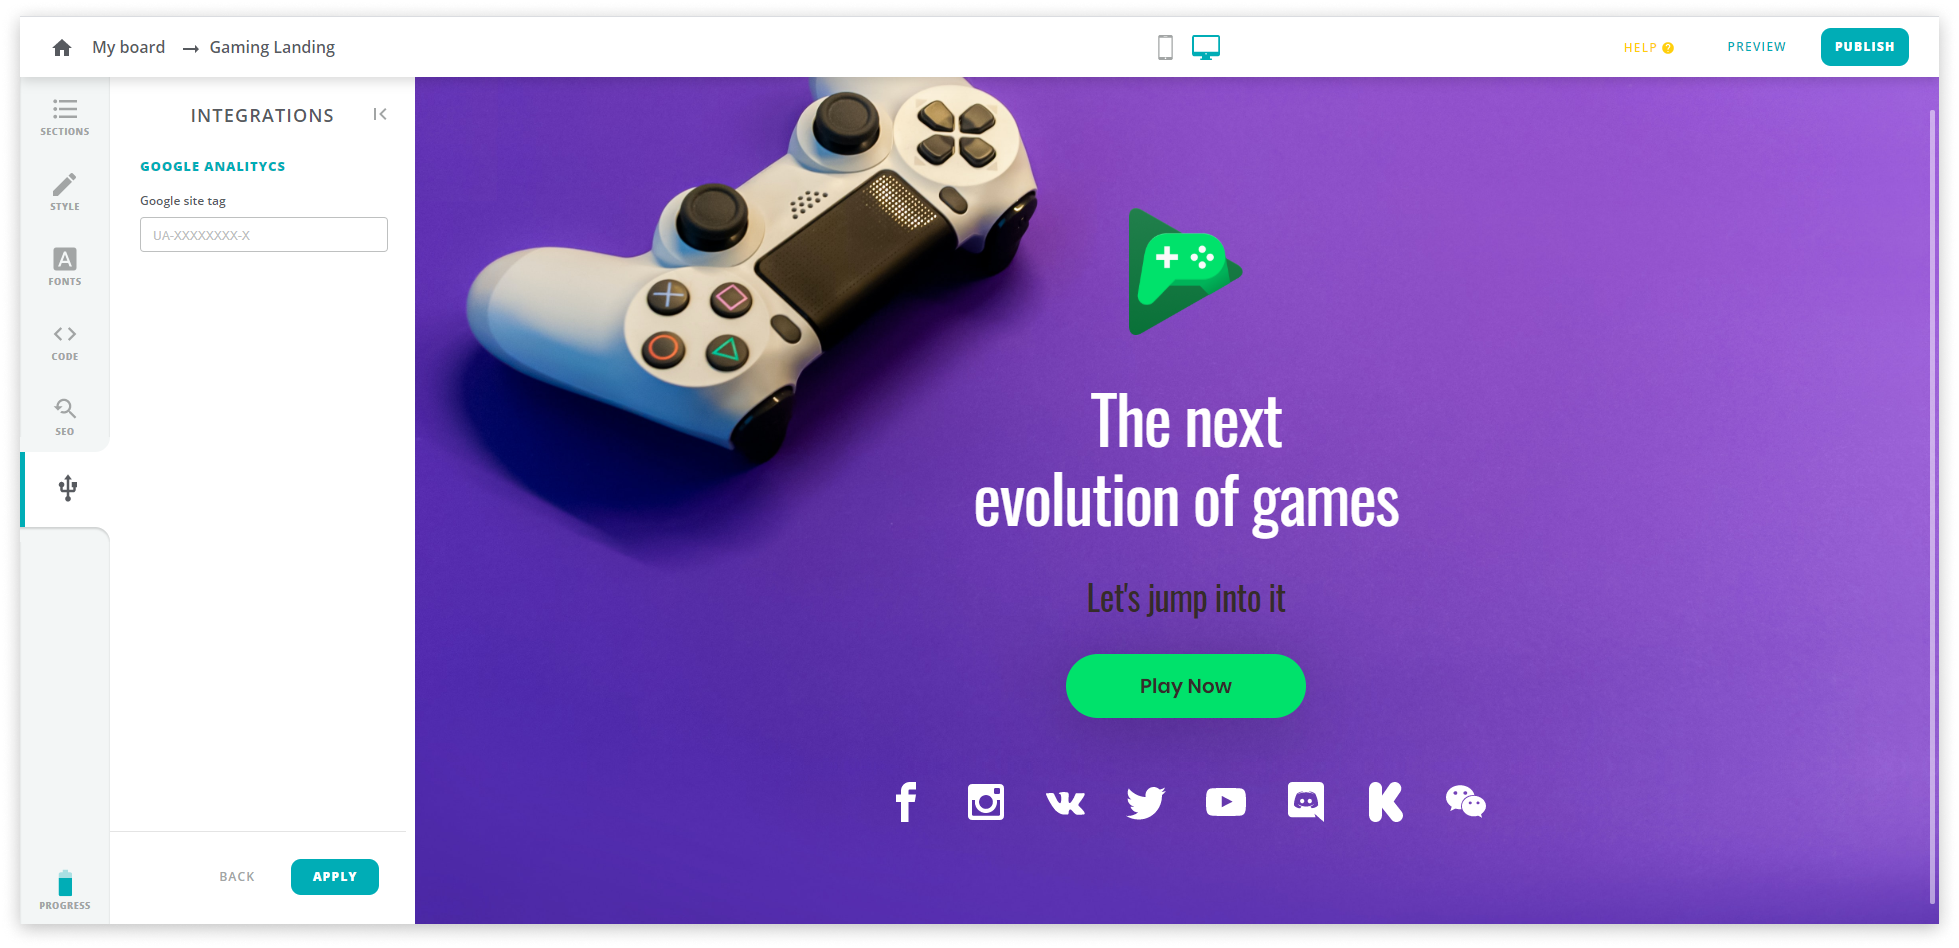 My board → Gaming Landing
HELP ?
PREVIEW
PUBLISH
SECTIONS
STYLE
FONTS
CODE
SEO
PROGRESS
INTEGRATIONS
GOOGLE ANALITYCS
Google site tag
UA-XXXXXXXX-X
BACK
APPLY
The next
evolution of games
Let's jump into it
Play Now